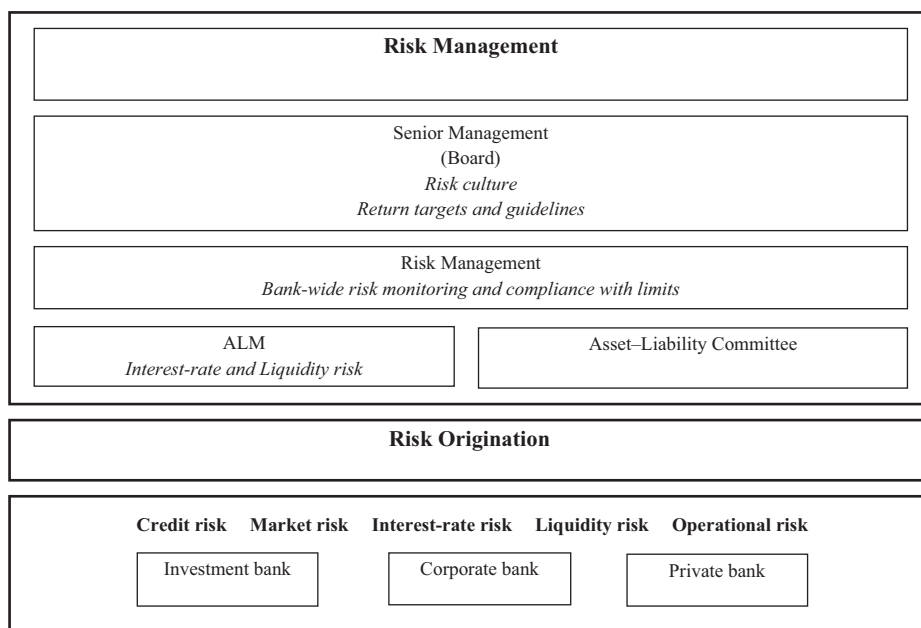 Risk Management
Senior Management
(Board)
Risk culture
Return targets and guidelines
Risk Management
Bank-wide risk monitoring and compliance with limits
ALM
Interest-rate and Liquidity risk
Asset–Liability Committee
Risk Origination
Credit risk Market risk Interest-rate risk Liquidity risk Operational risk
Investment bank
Corporate bank
Private bank